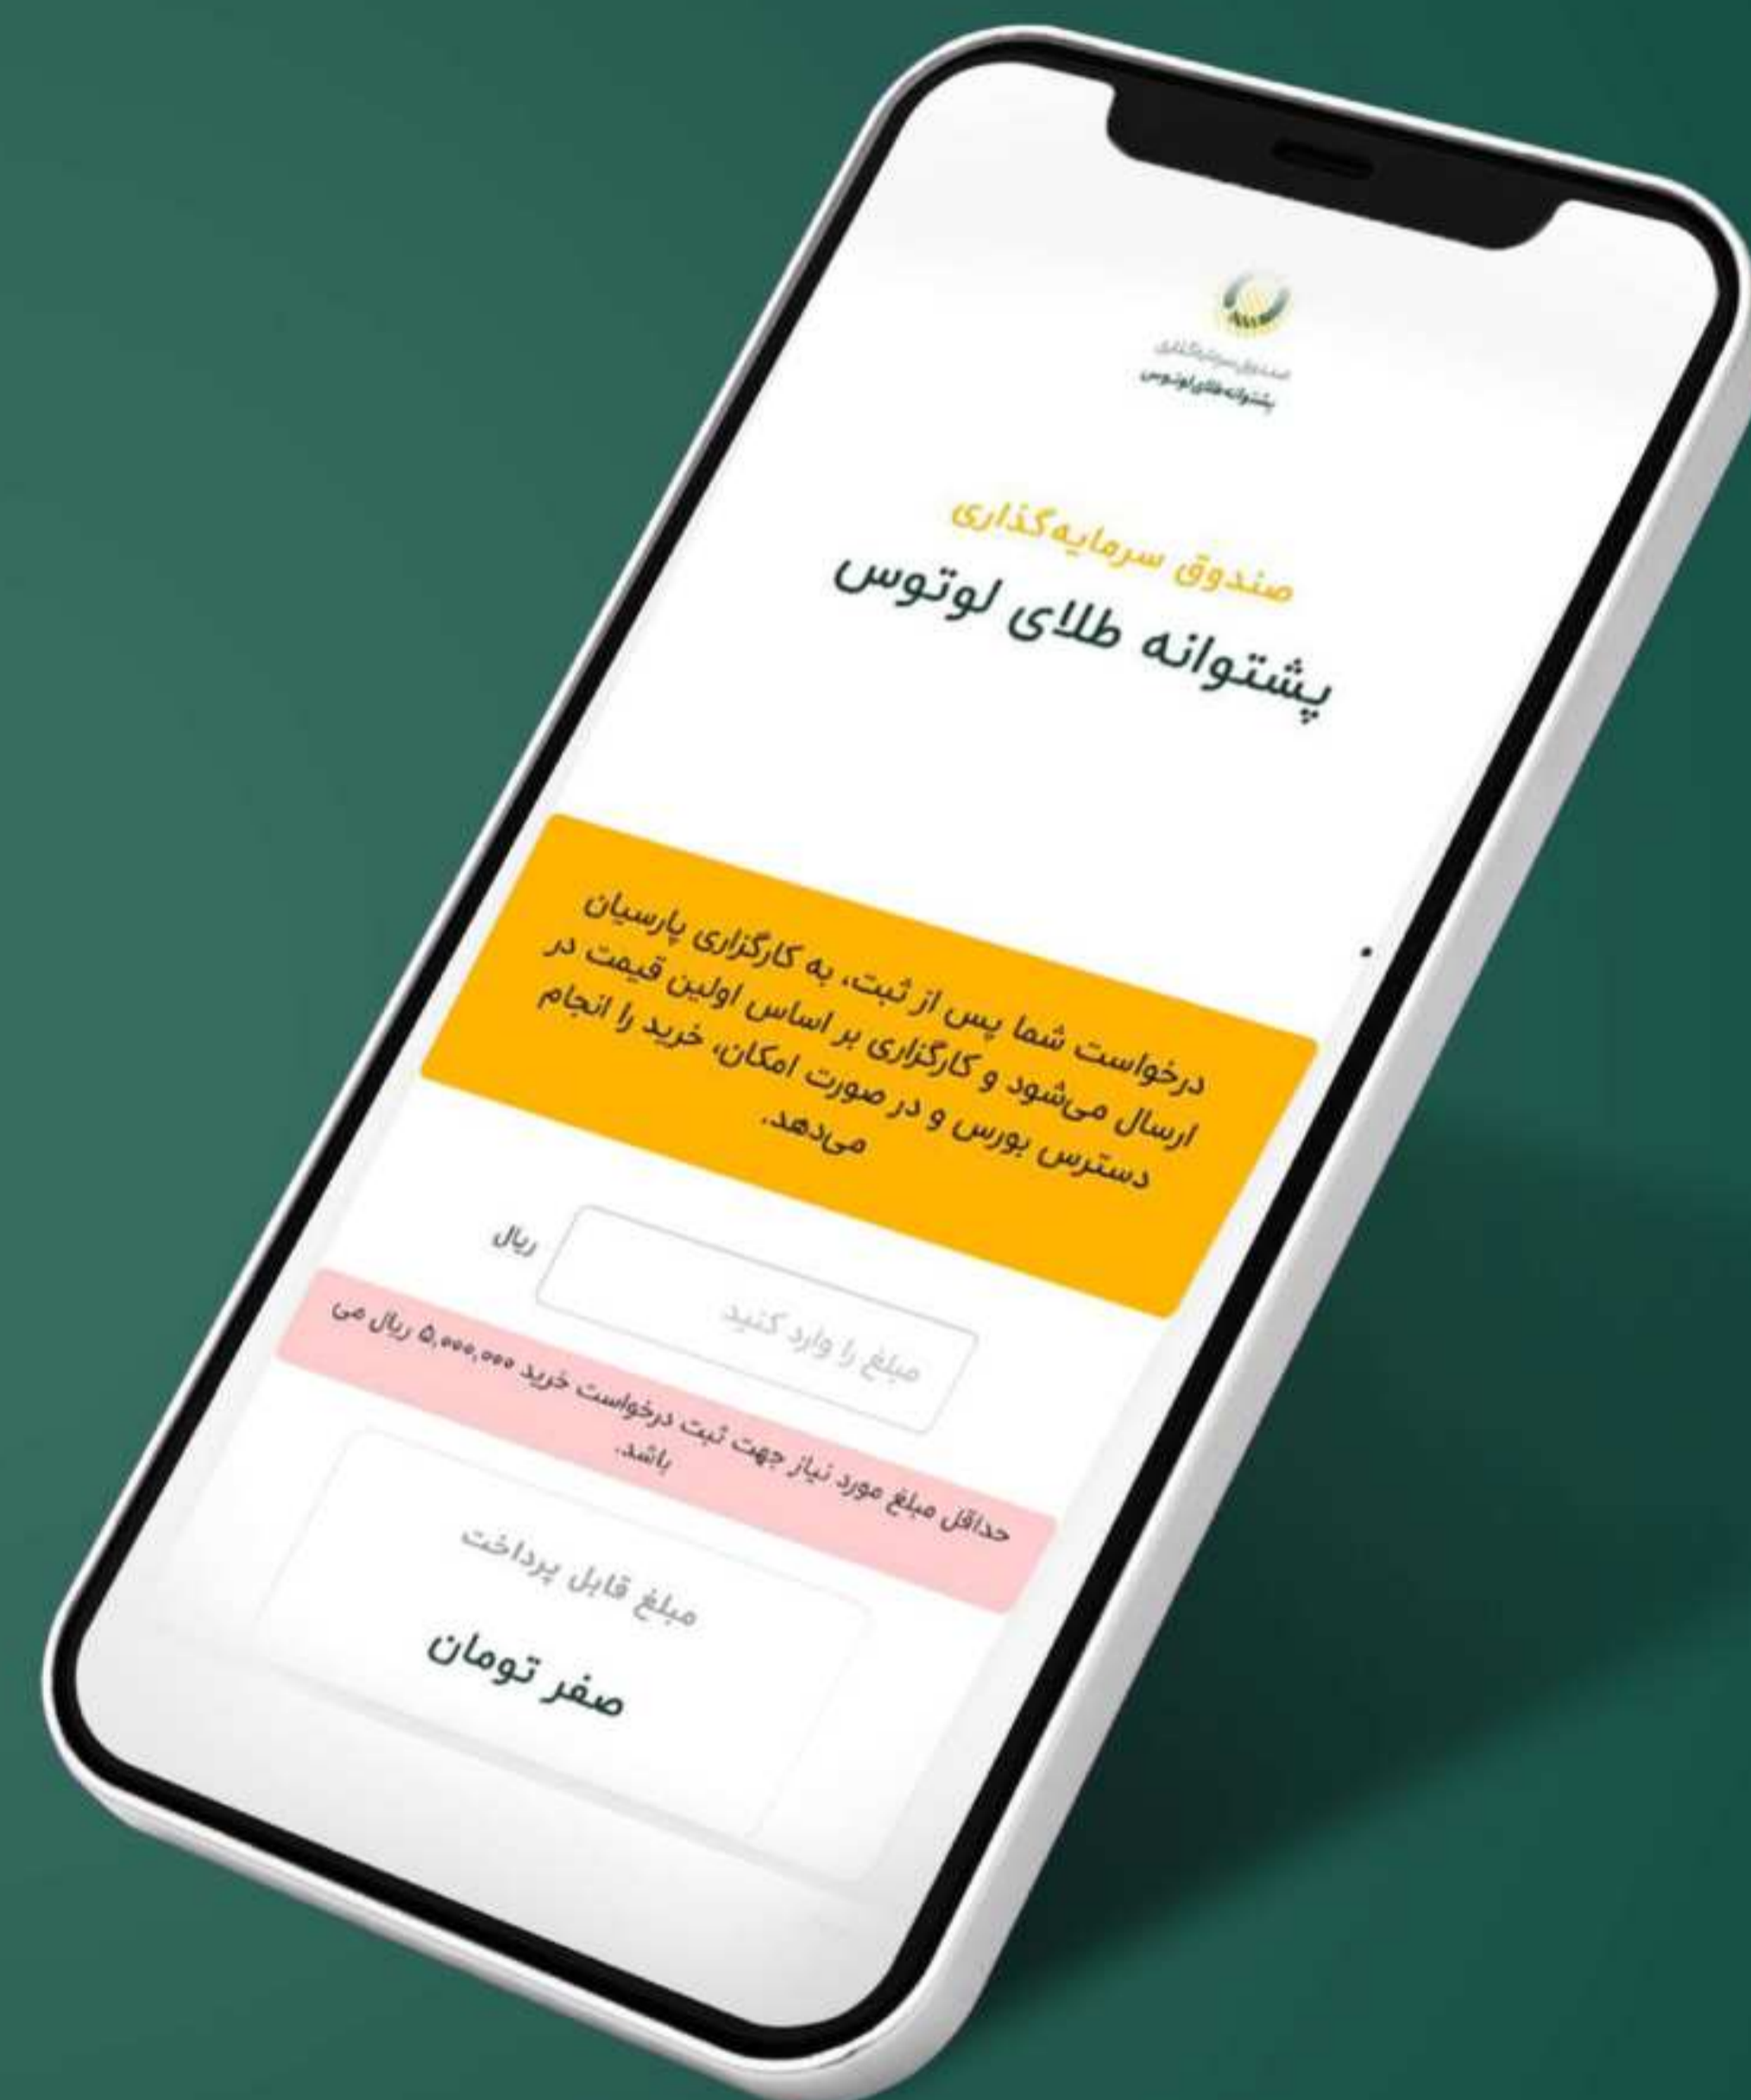 صندوق سرمایه‌گذاری
پشتوانه طلای لوتوس
صندوق سرمایه‌گذاری
پشتوانه طلای لوتوس
درخواست شما پس از ثبت، به کارگزاری پارسیان
ارسال می‌شود و کارگزاری بر اساس اولین قیمت در
دسترس بورس و در صورت امکان، خرید را انجام
می‌دهد.
مبلغ را وارد کنید
ریال
حداقل مبلغ مورد نیاز جهت ثبت درخواست خرید ۵,۰۰۰,۰۰۰ ریال می
باشد.
مبلغ قابل پرداخت
صفر تومان